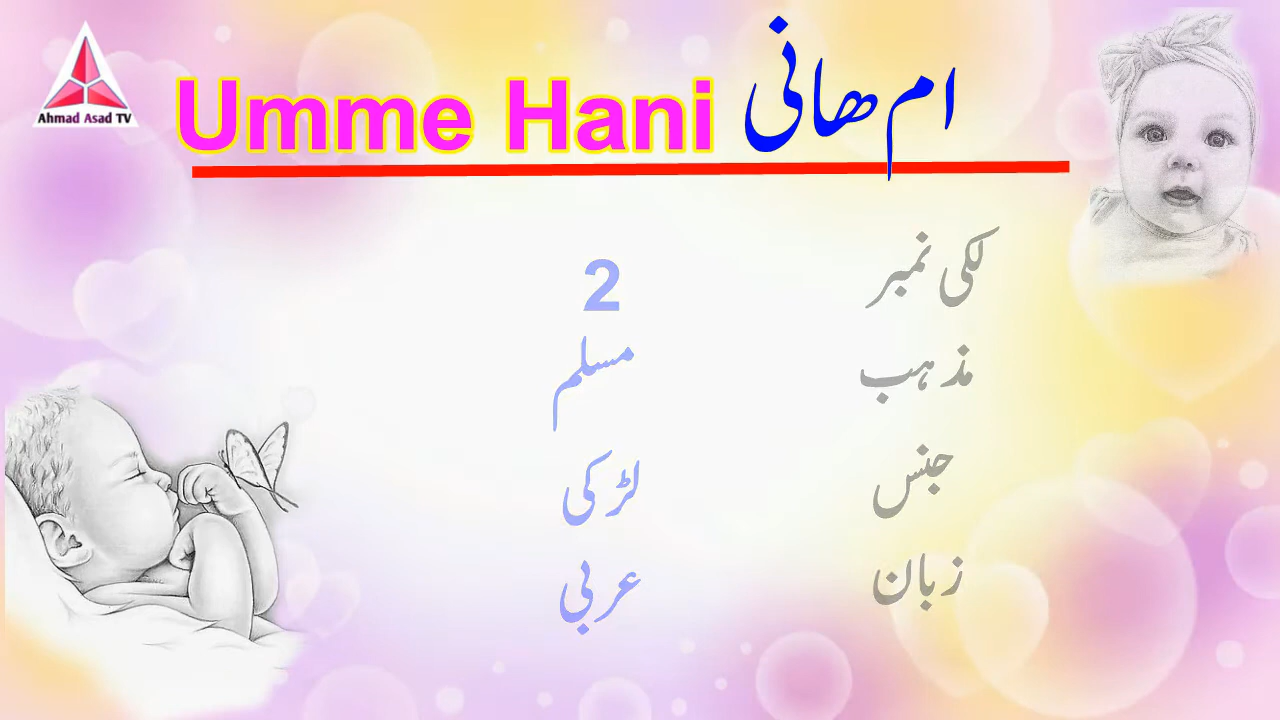 Ahmad Asad TV
Umme Hani ام ھانی
لکی نمبر 2
مذہب مسلم
جنس لڑکی
زبان عربی